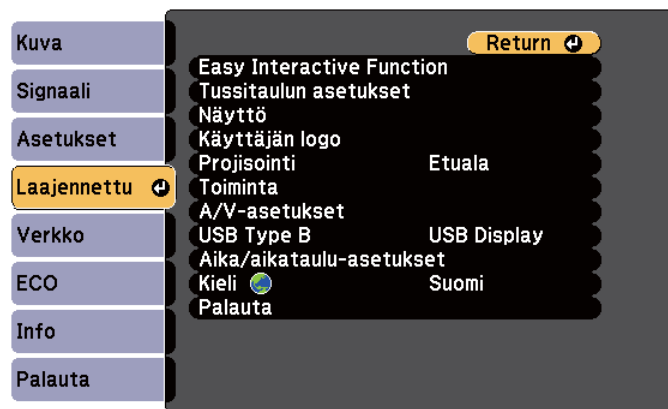 Kuva
Signaali
Asetukset
Laajennettu
Verkko
ECO
Info
Palauta
Return
Easy Interactive Function
Tussitaulun asetukset
Näyttö
Käyttäjän logo
Projisointi Etuala
Toiminta
A/V-asetukset
USB Type B USB Display
Aika/aikataulu-asetukset
Kieli Suomi
Palauta